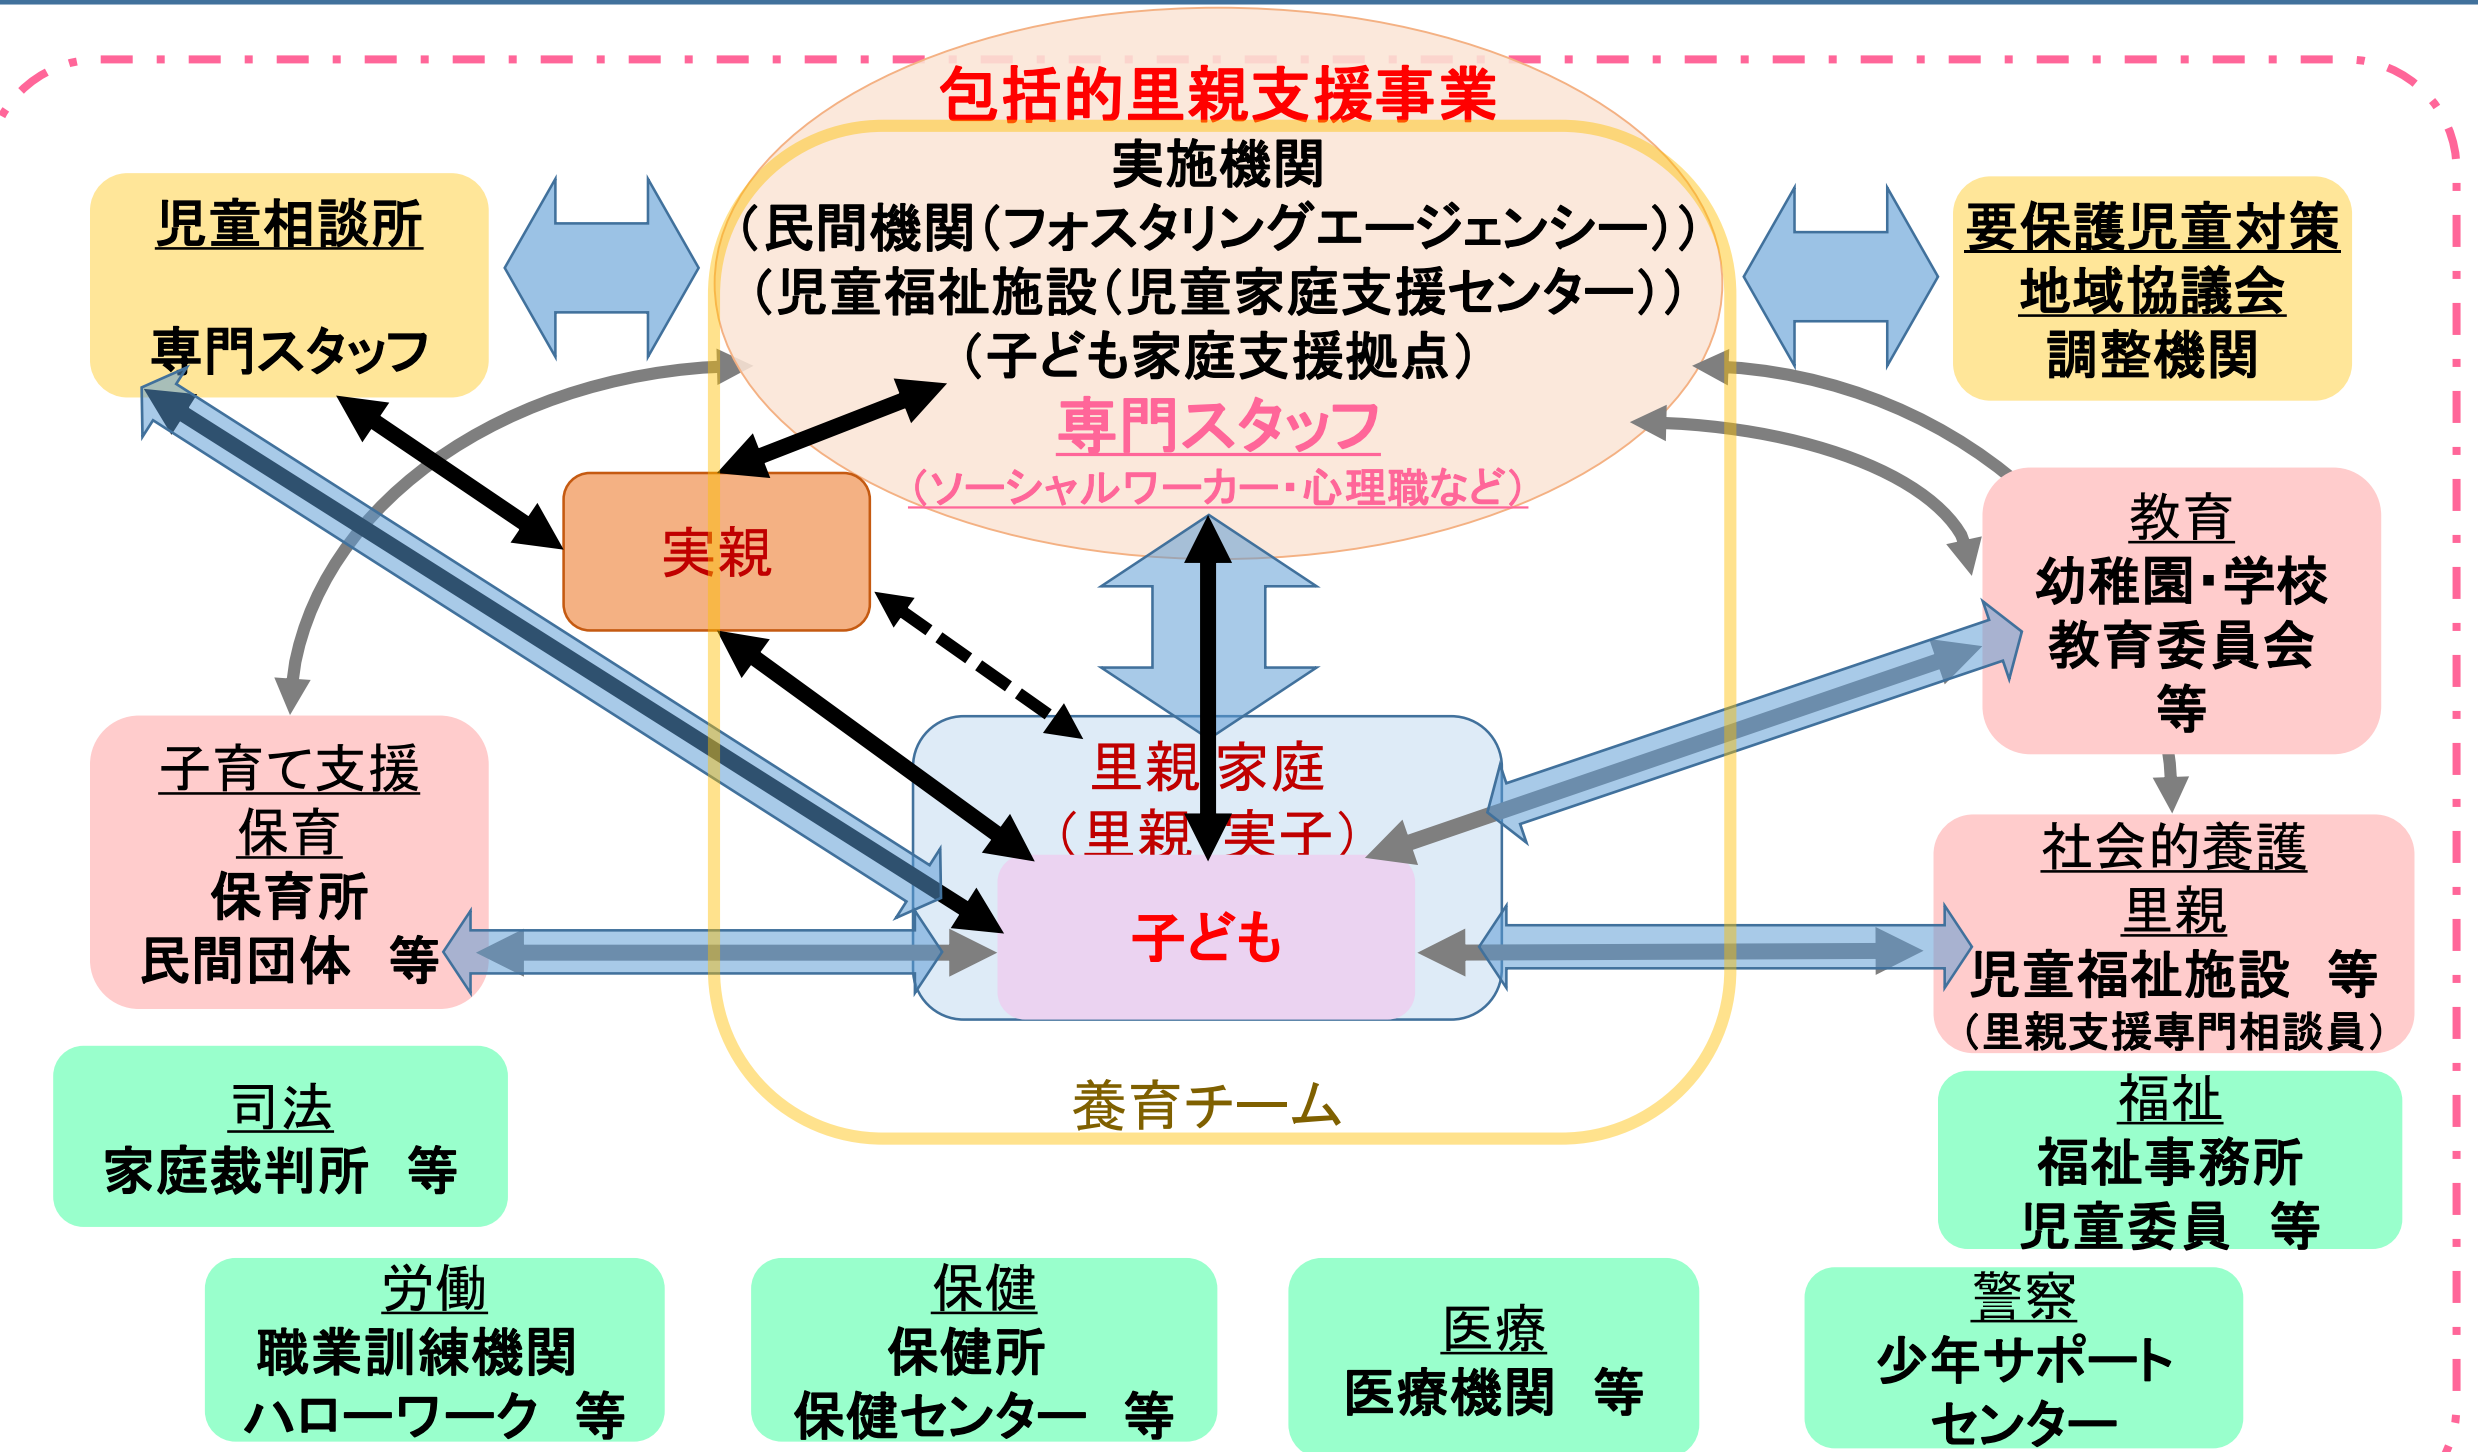 包括的里親支援事業
実施機関
（民間機関（フォスタリングエージェンシー））
（児童福祉施設（児童家庭支援センター））
（子ども家庭支援拠点）
専門スタッフ
（ソーシャルワーカー・心理職など）
児童相談所
専門スタッフ
要保護児童対策
地域協議会
調整機関
実親
教育
幼稚園・学校
教育委員会
等
里親家庭
（里親 実子）
子ども
養育チーム
子育て支援
保育
保育所
民間団体　等
社会的養護
里親
児童福祉施設　等
（里親支援専門相談員）
司法
家庭裁判所　等
福祉
福祉事務所
児童委員　等
労働
職業訓練機関
ハローワーク　等
保健
保健所
保健センター　等
医療
医療機関　等
警察
少年サポート
センター